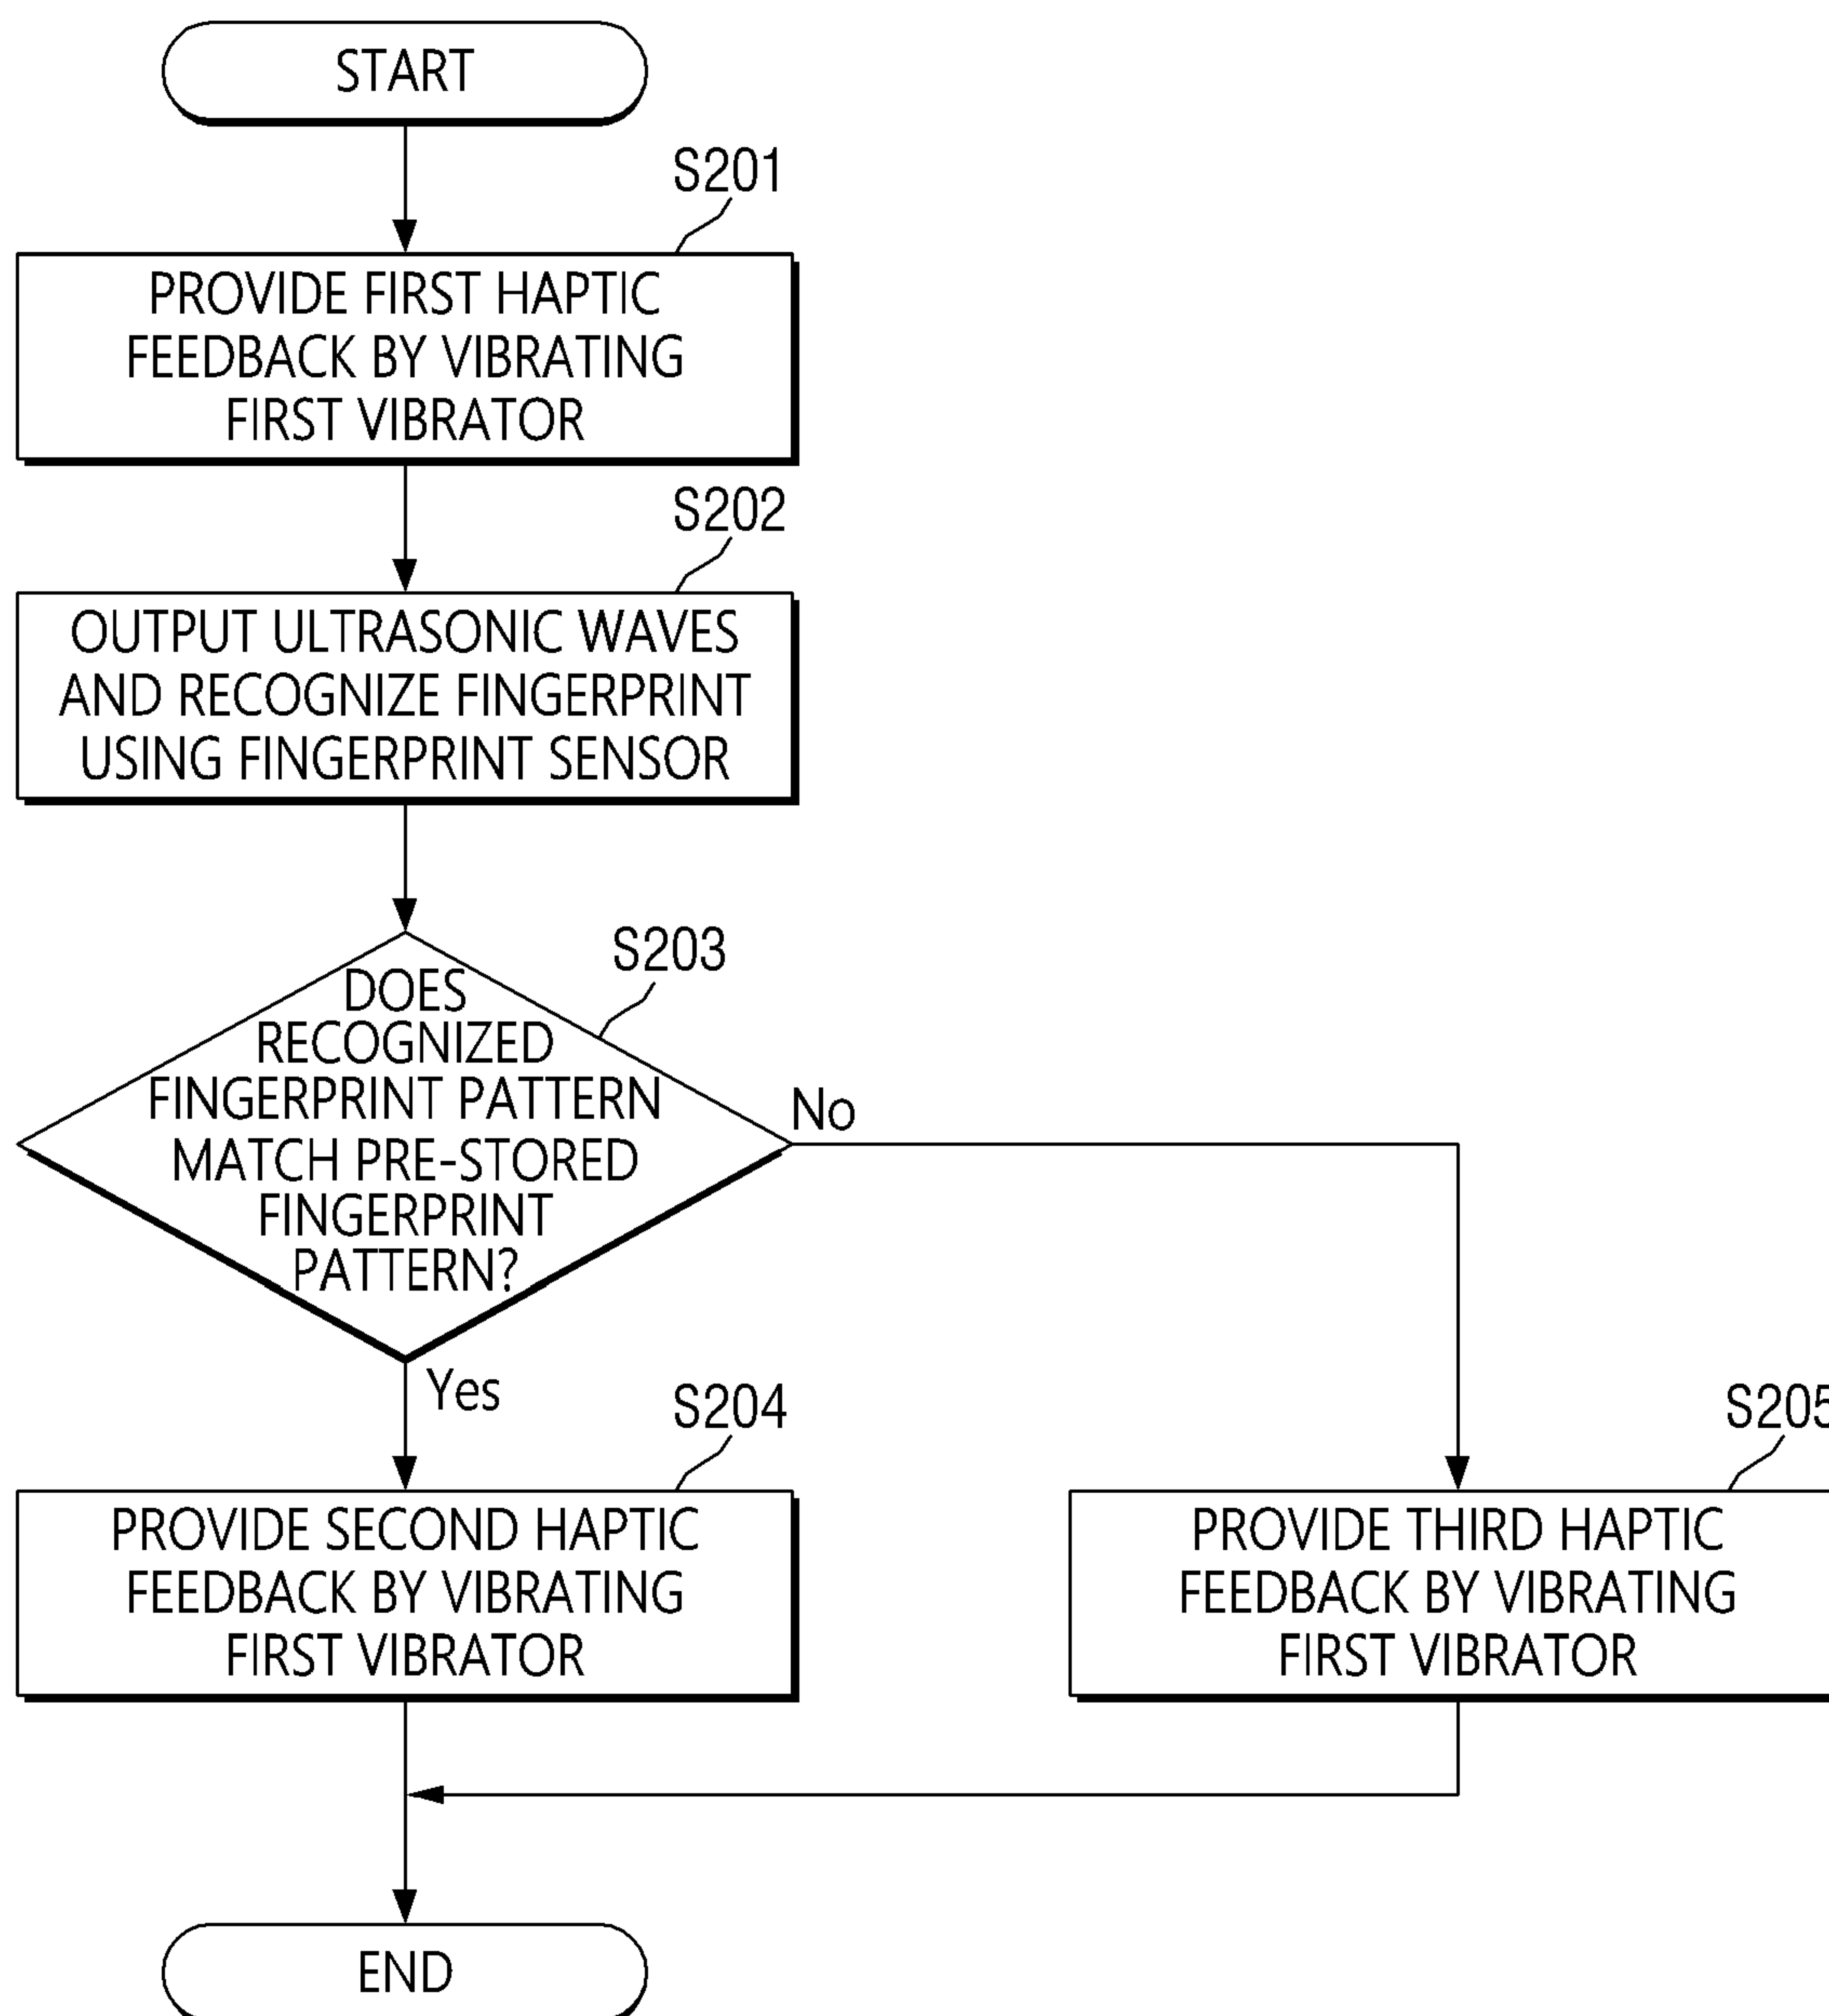 START
S201
PROVIDE FIRST HAPTIC
FEEDBACK BY VIBRATING
FIRST VIBRATOR
S202
OUTPUT ULTRASONIC WAVES
AND RECOGNIZE FINGERPRINT
USING FINGERPRINT SENSOR
S203
DOES
RECOGNIZED
FINGERPRINT PATTERN
MATCH PRE-STORED
FINGERPRINT
PATTERN?
No
Yes
S204
PROVIDE SECOND HAPTIC
FEEDBACK BY VIBRATING
FIRST VIBRATOR
S205
PROVIDE THIRD HAPTIC
FEEDBACK BY VIBRATING
FIRST VIBRATOR
END